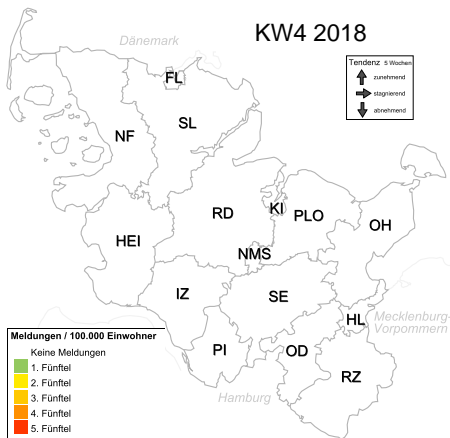 KW4 2018
Dänemark
Tendenz 5 Wochen
zunehmend
stagnierend
abnehmend
FL
SL
NF
RD
KI
PLO
OH
HEI
NMS
IZ
SE
HL
Mecklenburg-
Vorpommern
PI
OD
RZ
Hamburg
Meldungen / 100.000 Einwohner
Keine Meldungen
1. Fünftel
2. Fünftel
3. Fünftel
4. Fünftel
5. Fünftel